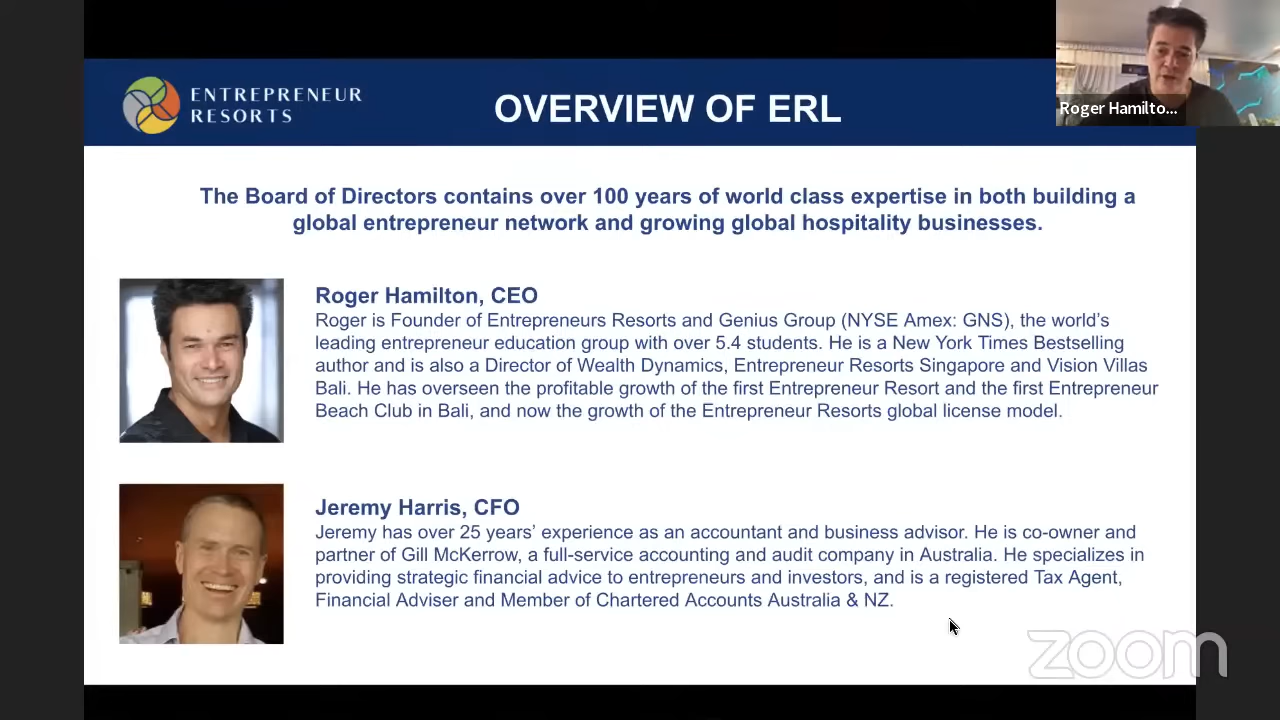 ENTREPRENEUR
RESORTS
OVERVIEW OF ERL
Roger Hamilto...
The Board of Directors contains over 100 years of world class expertise in both building a
global entrepreneur network and growing global hospitality businesses.
Roger Hamilton, CEO
Roger is Founder of Entrepreneurs Resorts and Genius Group (NYSE Amex: GNS), the world's
leading entrepreneur education group with over 5.4 students. He is a New York Times Bestselling
author and is also a Director of Wealth Dynamics, Entrepreneur Resorts Singapore and Vision Villas
Bali. He has overseen the profitable growth of the first Entrepreneur Resort and the first Entrepreneur
Beach Club in Bali, and now the growth of the Entrepreneur Resorts global license model.
Jeremy Harris, CFO
Jeremy has over 25 years' experience as an accountant and business advisor. He is co-owner and
partner of Gill McKerrow, a full-service accounting and audit company in Australia. He specializes in
providing strategic financial advice to entrepreneurs and investors, and is a registered Tax Agent,
Financial Adviser and Member of Chartered Accounts Australia & NZ.
zoom